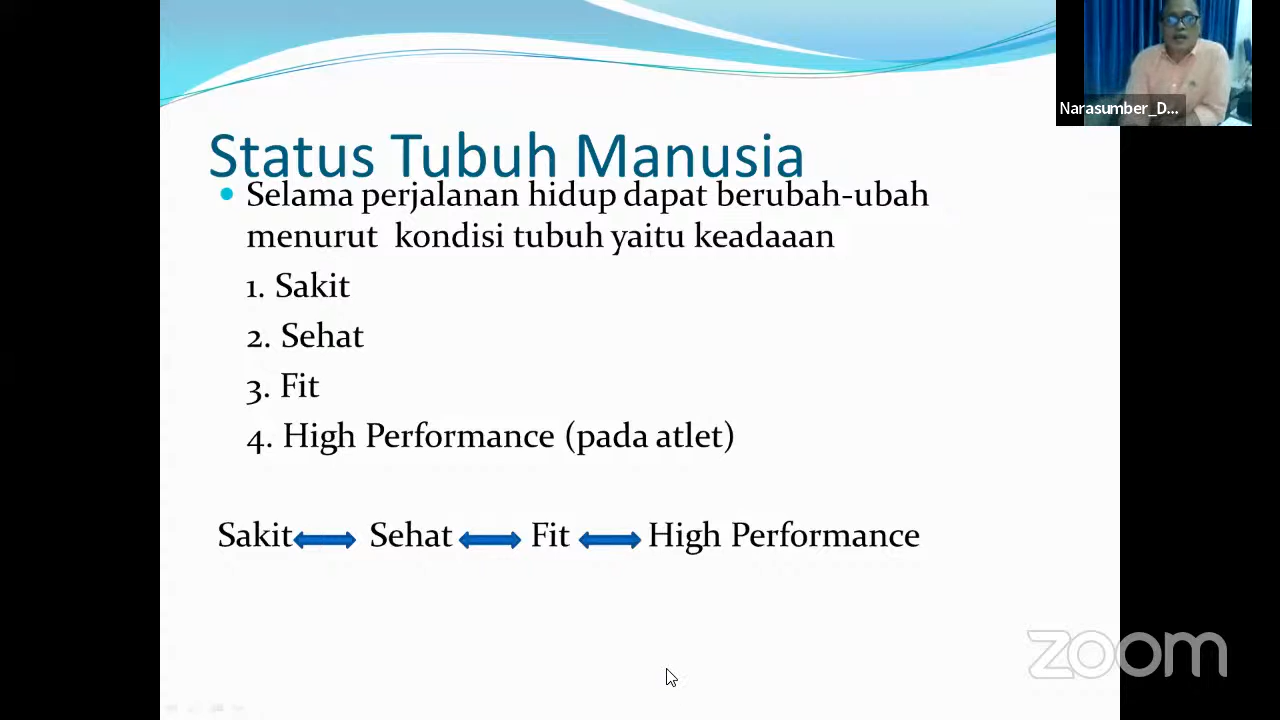 Narasumber_D...
Status Tubuh Manusia
• Selama perjalanan hidup dapat berubah-ubah
menurut kondisi tubuh yaitu keadaaan
1. Sakit
2. Sehat
3. Fit
4. High Performance (pada atlet)
Sakit Sehat Fit High Performance
zoom